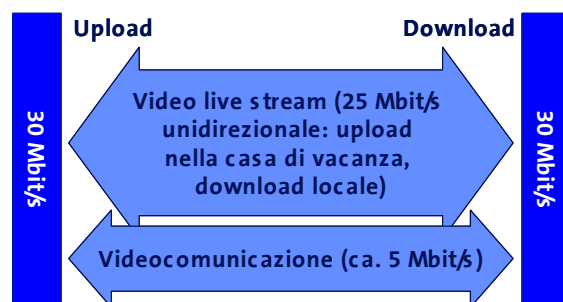 Upload
Download
30 Mbit/s
Video live stream (25 Mbit/s
unidirezionale: upload
nella casa di vacanza,
download locale)
30 Mbit/s
Videocomunicazione (ca. 5 Mbit/s)